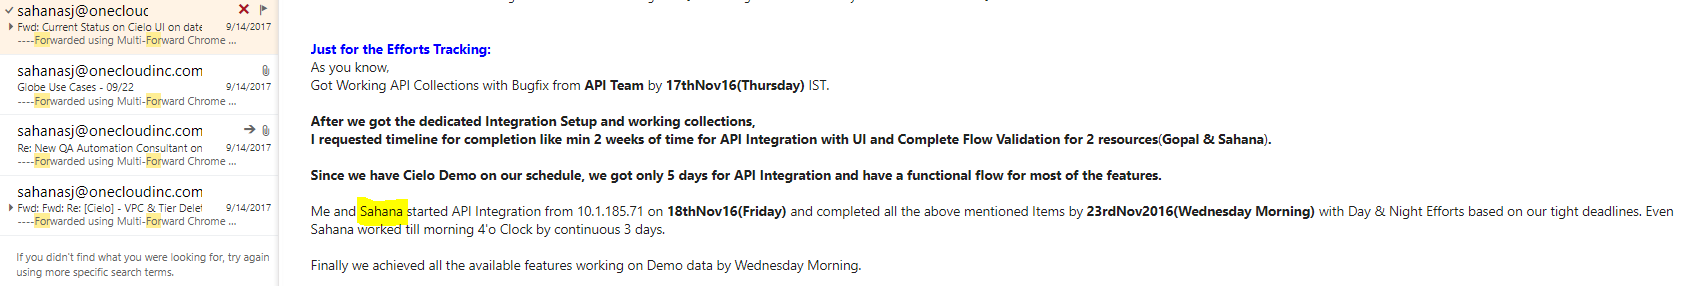 sahanasj@onecloudc
Fwd: Current Status on Cielo UI on date 9/14/2017
----Forwarded using Multi-Forward Chrome ...
sahanasj@onecloudinc.com
Globe Use Cases - 09/22 9/14/2017
----Forwarded using Multi-Forward Chrome ...
sahanasj@onecloudinc.com
Re: New QA Automation Consultant on 9/14/2017
----Forwarded using Multi-Forward Chrome ...
sahanasj@onecloudinc.com
Fwd: Fwd: Re: [Cielo] - VPC & Tier Delet 9/14/2017
----Forwarded using Multi-Forward Chrome ...
If you didn't find what you were looking for, try again
using more specific search terms.
Just for the Efforts Tracking:
As you know,
Got Working API Collections with Bugfix from API Team by 17thNov16(Thursday) IST.
After we got the dedicated Integration Setup and working collections,
I requested timeline for completion like min 2 weeks of time for API Integration with UI and Complete Flow Validation for 2 resources(Gopal & Sahana).
Since we have Cielo Demo on our schedule, we got only 5 days for API Integration and have a functional flow for most of the features.
Me and Sahana started API Integration from 10.1.185.71 on 18thNov16(Friday) and completed all the above mentioned Items by 23rdNov2016(Wednesday Morning) with Day & Night Efforts based on our tight deadlines. Even
Sahana worked till morning 4'o Clock by continuous 3 days.
Finally we achieved all the available features working on Demo data by Wednesday Morning.